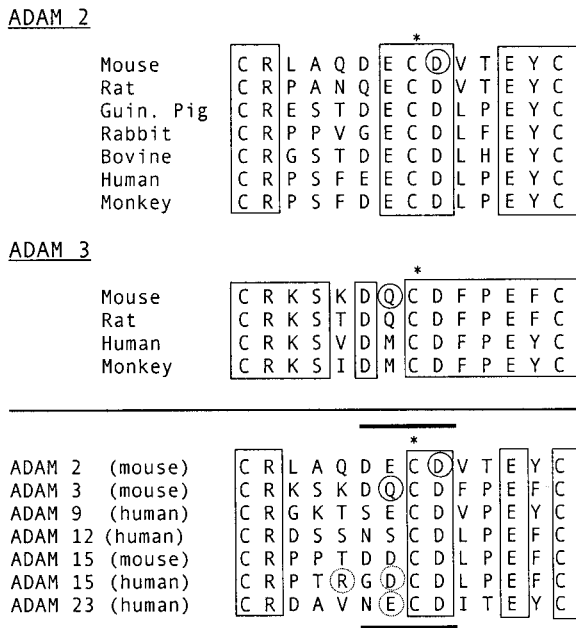 ADAM 2
*
Mouse C R L A Q D E C D V T E Y C
Rat C R P A N Q E C D V T E Y C
Guin. Pig C R E S T D E C D L P E Y C
Rabbit C R P P V G E C D L F E Y C
Bovine C R G S T D E C D L H E Y C
Human C R P S F E E C D L P E Y C
Monkey C R P S F D E C D L P E Y C
ADAM 3
*
Mouse C R K S K D Q C D F P E F C
Rat C R K S T D Q C D F P E F C
Human C R K S V D M C D F P E Y C
Monkey C R K S I D M C D F P E Y C
*
ADAM 2 (mouse) C R L A Q D E C D V T E Y C
ADAM 3 (mouse) C R K S K D Q C D F P E F C
ADAM 9 (human) C R G K T S E C D V P E Y C
ADAM 12 (human) C R D S S N S C D L P E F C
ADAM 15 (mouse) C R P P T D D C D L P E F C
ADAM 15 (human) C R P T R G D C D L P E F C
ADAM 23 (human) C R D A V N E C D I T E Y C